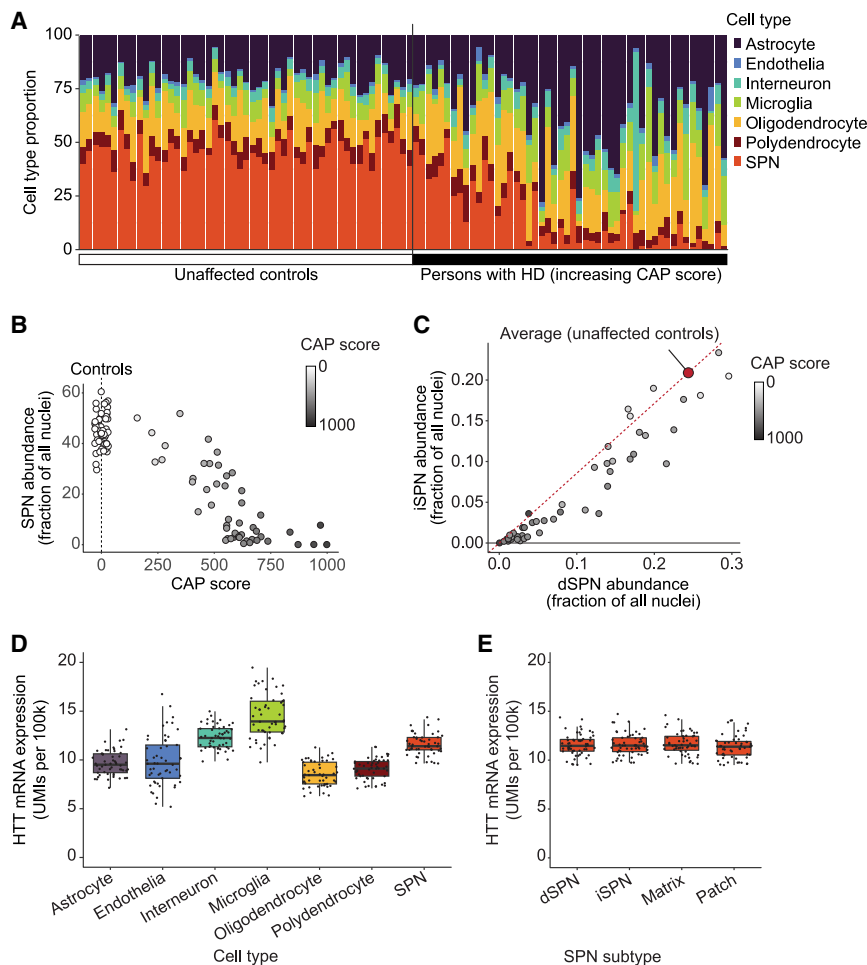 A
Cell type
Astrocyte
Endothelia
Interneuron
Microglia
Oligodendrocyte
Polydendrocyte
SPN
Cell type proportion
100
75
50
25
0
Unaffected controls
Persons with HD (increasing CAP score)
B
CAP score
0
1000
Controls
SPN abundance
(fraction of all nuclei)
60
40
20
0
0
250
500
750
1000
CAP score
C
Average (unaffected controls)
CAP score
0
1000
iSPN abundance
(fraction of all nuclei)
0.20
0.15
0.10
0.05
0.00
0.0
0.1
0.2
0.3
dSPN abundance
(fraction of all nuclei)
D
HTT mRNA expression
(UMIs per 100k)
20
15
10
5
0
Astrocyte
Endothelia
Interneuron
Microglia
Oligodendrocyte
Polydendrocyte
SPN
Cell type
E
HTT mRNA expression
(UMIs per 100k)
20
15
10
5
0
dSPN
iSPN
Matrix
Patch
SPN subtype